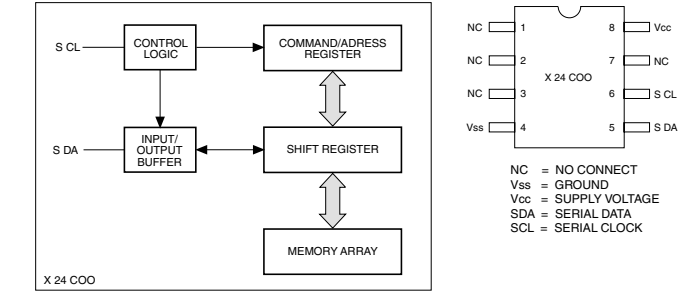 S CL
CONTROL
LOGIC
COMMAND/ADRESS
REGISTER
S DA
INPUT/
OUTPUT
BUFFER
SHIFT REGISTER
MEMORY ARRAY
X 24 COO
NC 1 8 Vcc
NC 2 7 NC
X 24 COO
NC 3 6 S CL
Vss 4 5 S DA
NC = NO CONNECT
Vss = GROUND
Vcc = SUPPLY VOLTAGE
SDA = SERIAL DATA
SCL = SERIAL CLOCK